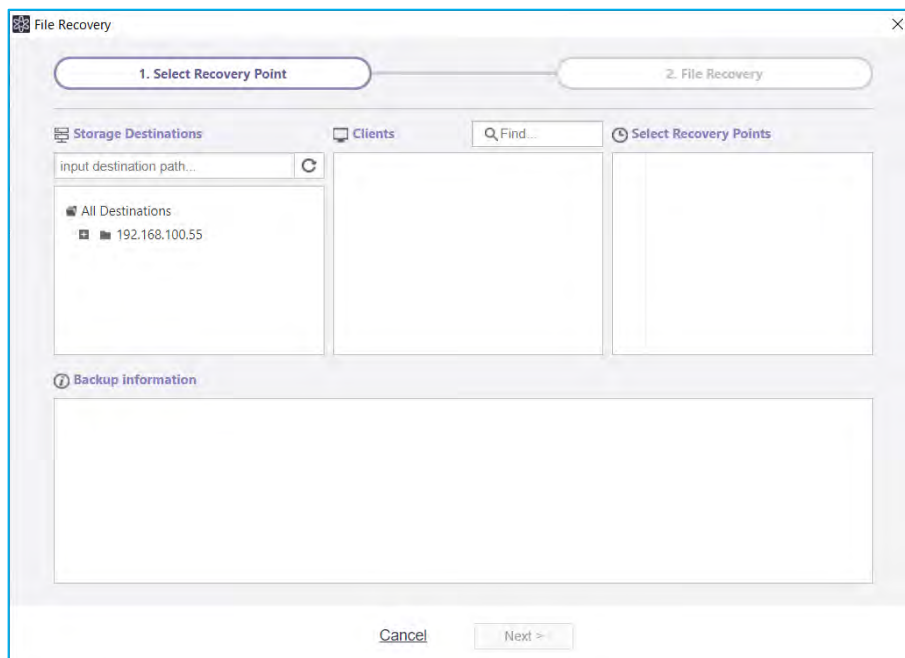 File Recovery
1. Select Recovery Point
2. File Recovery
Storage Destinations
Clients
Find...
Select Recovery Points
input destination path...
All Destinations
192.168.100.55
Backup information
Cancel
Next >